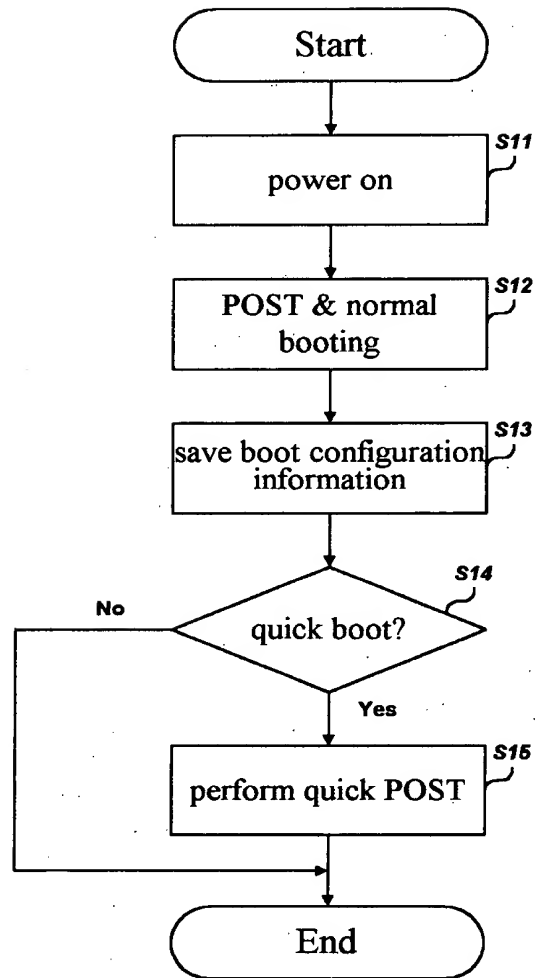 Start
S11
power on
S12
POST & normal
booting
S13
save boot configuration
information
S14
No
quick boot?
Yes
S15
perform quick POST
End